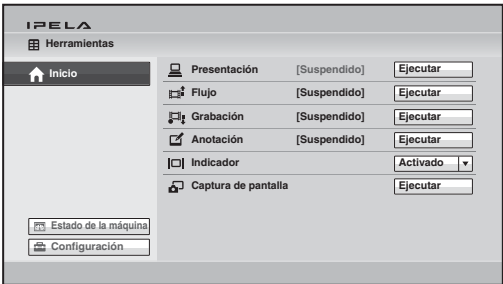 IPELA
Herramientas
Inicio
Presentación [Suspendido] Ejecutar
Flujo [Suspendido] Ejecutar
Grabación [Suspendido] Ejecutar
Anotación [Suspendido] Ejecutar
Indicador Activado
Captura de pantalla Ejecutar
Estado de la máquina
Configuración